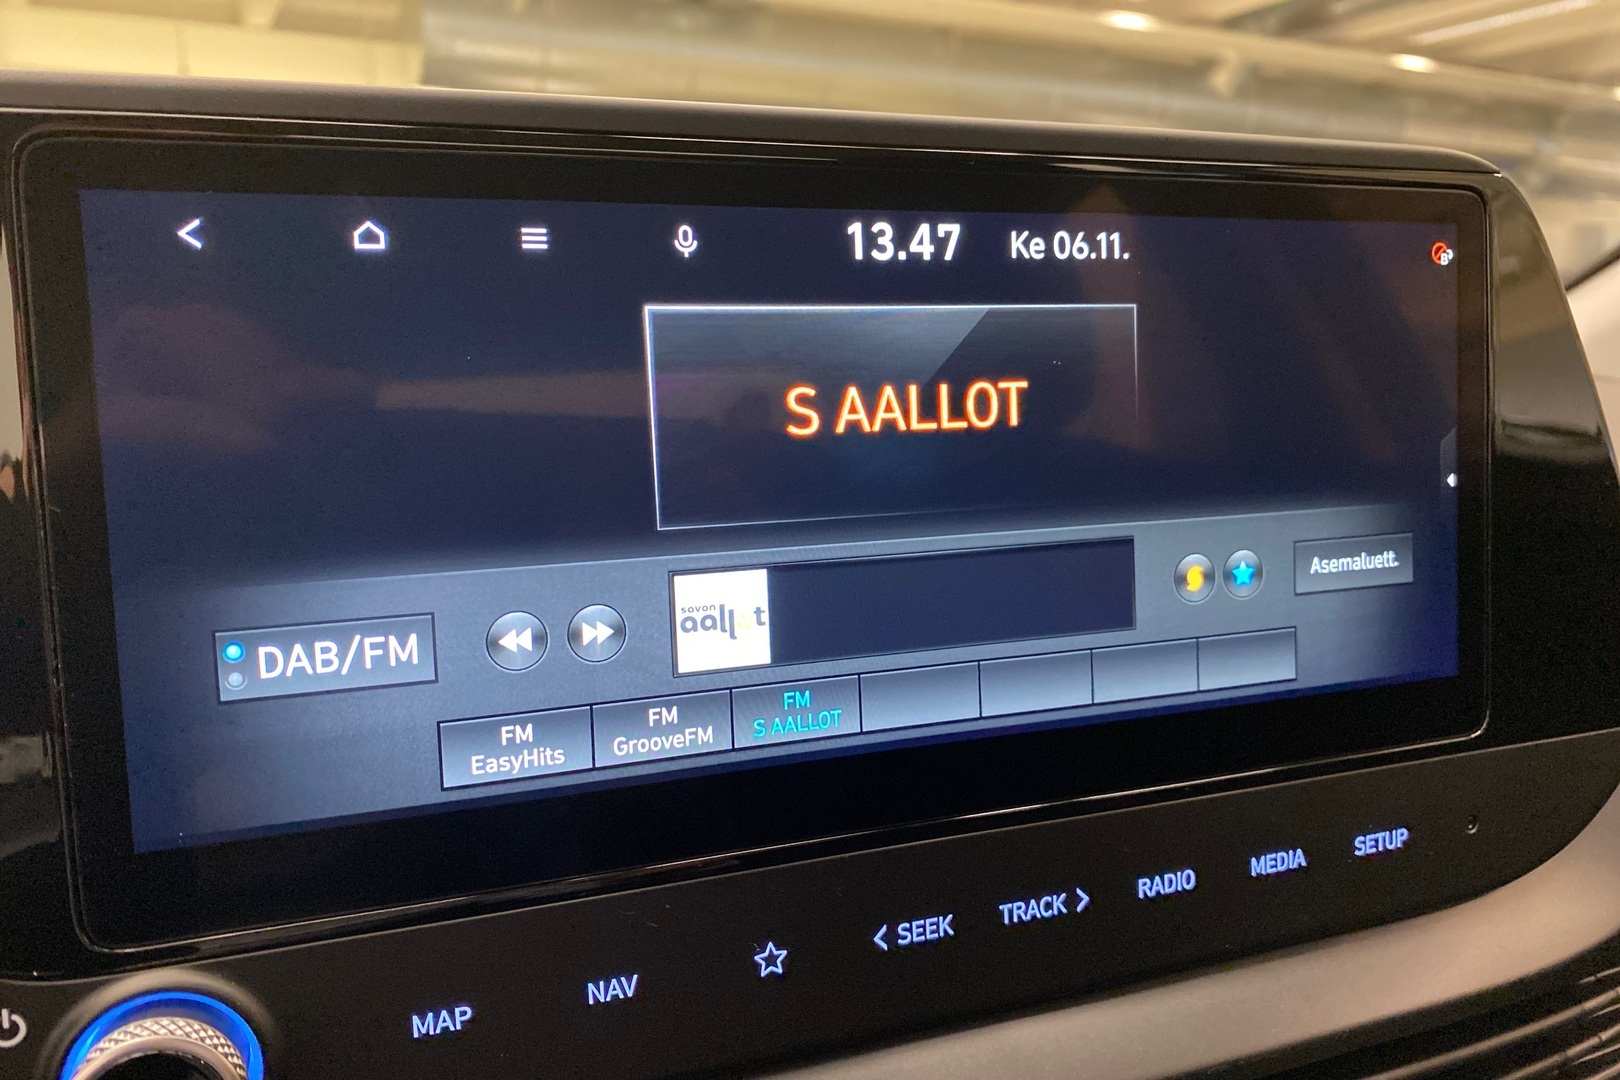 13.47 Ke 06.11.
S AALLOT
savon
aallot
Asemaluett.
DAB/FM
FM
EasyHits
FM
GrooveFM
FM
S AALLOT
MAP
NAV
< SEEK
TRACK >
RADIO
MEDIA
SETUP